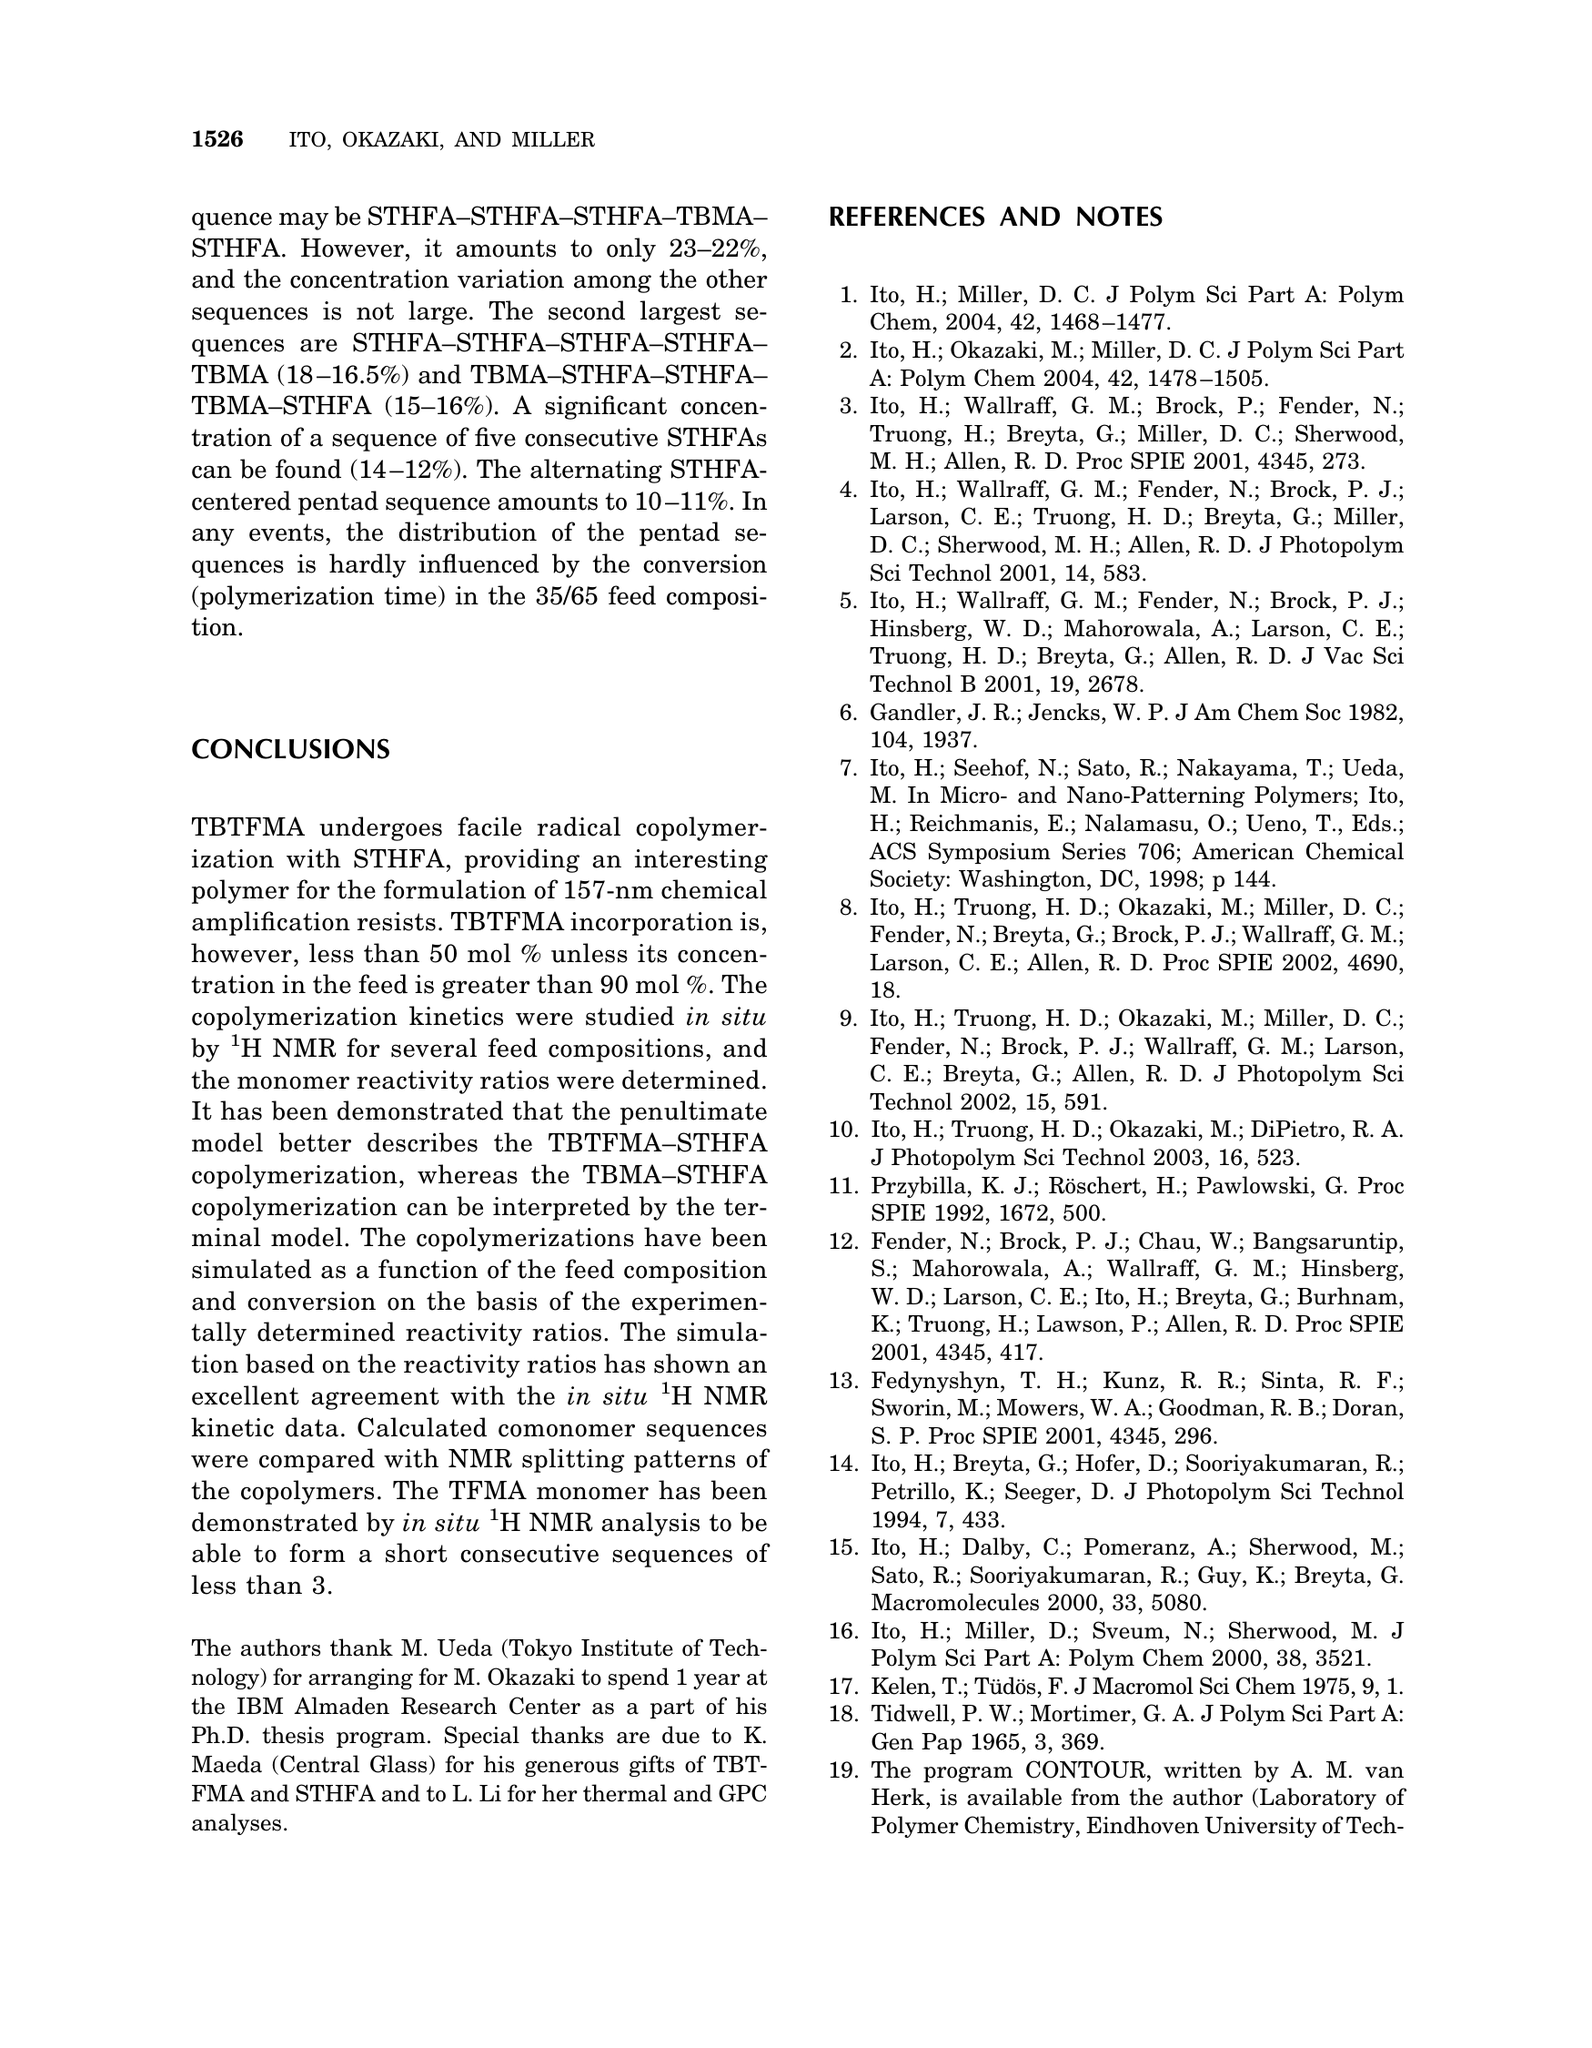 1526 ITO, OKAZAKI, AND MILLER
quence may be STHFA–STHFA–STHFA–TBMA–
STHFA. However, it amounts to only 23–22%,
and the concentration variation among the other
sequences is not large. The second largest se-
quences are STHFA–STHFA–STHFA–STHFA–
TBMA (18–16.5%) and TBMA–STHFA–STHFA–
TBMA–STHFA (15–16%). A significant concen-
tration of a sequence of five consecutive STHFAs
can be found (14–12%). The alternating STHFA-
centered pentad sequence amounts to 10–11%. In
any events, the distribution of the pentad se-
quences is hardly influenced by the conversion
(polymerization time) in the 35/65 feed composi-
tion.
CONCLUSIONS
TBTFMA undergoes facile radical copolymer-
ization with STHFA, providing an interesting
polymer for the formulation of 157-nm chemical
amplification resists. TBTFMA incorporation is,
however, less than 50 mol % unless its concen-
tration in the feed is greater than 90 mol %. The
copolymerization kinetics were studied in situ
by ¹H NMR for several feed compositions, and
the monomer reactivity ratios were determined.
It has been demonstrated that the penultimate
model better describes the TBTFMA–STHFA
copolymerization, whereas the TBMA–STHFA
copolymerization can be interpreted by the ter-
minal model. The copolymerizations have been
simulated as a function of the feed composition
and conversion on the basis of the experimen-
tally determined reactivity ratios. The simula-
tion based on the reactivity ratios has shown an
excellent agreement with the in situ ¹H NMR
kinetic data. Calculated comonomer sequences
were compared with NMR splitting patterns of
the copolymers. The TFMA monomer has been
demonstrated by in situ ¹H NMR analysis to be
able to form a short consecutive sequences of
less than 3.
The authors thank M. Ueda (Tokyo Institute of Tech-
nology) for arranging for M. Okazaki to spend 1 year at
the IBM Almaden Research Center as a part of his
Ph.D. thesis program. Special thanks are due to K.
Maeda (Central Glass) for his generous gifts of TBT-
FMA and STHFA and to L. Li for her thermal and GPC
analyses.
REFERENCES AND NOTES
1. Ito, H.; Miller, D. C. J Polym Sci Part A: Polym
Chem, 2004, 42, 1468–1477.
2. Ito, H.; Okazaki, M.; Miller, D. C. J Polym Sci Part
A: Polym Chem 2004, 42, 1478–1505.
3. Ito, H.; Wallraff, G. M.; Brock, P.; Fender, N.;
Truong, H.; Breyta, G.; Miller, D. C.; Sherwood,
M. H.; Allen, R. D. Proc SPIE 2001, 4345, 273.
4. Ito, H.; Wallraff, G. M.; Fender, N.; Brock, P. J.;
Larson, C. E.; Truong, H. D.; Breyta, G.; Miller,
D. C.; Sherwood, M. H.; Allen, R. D. J Photopolym
Sci Technol 2001, 14, 583.
5. Ito, H.; Wallraff, G. M.; Fender, N.; Brock, P. J.;
Hinsberg, W. D.; Mahorowala, A.; Larson, C. E.;
Truong, H. D.; Breyta, G.; Allen, R. D. J Vac Sci
Technol B 2001, 19, 2678.
6. Gandler, J. R.; Jencks, W. P. J Am Chem Soc 1982,
104, 1937.
7. Ito, H.; Seehof, N.; Sato, R.; Nakayama, T.; Ueda,
M. In Micro- and Nano-Patterning Polymers; Ito,
H.; Reichmanis, E.; Nalamasu, O.; Ueno, T., Eds.;
ACS Symposium Series 706; American Chemical
Society: Washington, DC, 1998; p 144.
8. Ito, H.; Truong, H. D.; Okazaki, M.; Miller, D. C.;
Fender, N.; Breyta, G.; Brock, P. J.; Wallraff, G. M.;
Larson, C. E.; Allen, R. D. Proc SPIE 2002, 4690,
18.
9. Ito, H.; Truong, H. D.; Okazaki, M.; Miller, D. C.;
Fender, N.; Brock, P. J.; Wallraff, G. M.; Larson,
C. E.; Breyta, G.; Allen, R. D. J Photopolym Sci
Technol 2002, 15, 591.
10. Ito, H.; Truong, H. D.; Okazaki, M.; DiPietro, R. A.
J Photopolym Sci Technol 2003, 16, 523.
11. Przybilla, K. J.; Röschert, H.; Pawlowski, G. Proc
SPIE 1992, 1672, 500.
12. Fender, N.; Brock, P. J.; Chau, W.; Bangsaruntip,
S.; Mahorowala, A.; Wallraff, G. M.; Hinsberg,
W. D.; Larson, C. E.; Ito, H.; Breyta, G.; Burhnam,
K.; Truong, H.; Lawson, P.; Allen, R. D. Proc SPIE
2001, 4345, 417.
13. Fedynyshyn, T. H.; Kunz, R. R.; Sinta, R. F.;
Sworin, M.; Mowers, W. A.; Goodman, R. B.; Doran,
S. P. Proc SPIE 2001, 4345, 296.
14. Ito, H.; Breyta, G.; Hofer, D.; Sooriyakumaran, R.;
Petrillo, K.; Seeger, D. J Photopolym Sci Technol
1994, 7, 433.
15. Ito, H.; Dalby, C.; Pomeranz, A.; Sherwood, M.;
Sato, R.; Sooriyakumaran, R.; Guy, K.; Breyta, G.
Macromolecules 2000, 33, 5080.
16. Ito, H.; Miller, D.; Sveum, N.; Sherwood, M. J
Polym Sci Part A: Polym Chem 2000, 38, 3521.
17. Kelen, T.; Tüdös, F. J Macromol Sci Chem 1975, 9, 1.
18. Tidwell, P. W.; Mortimer, G. A. J Polym Sci Part A:
Gen Pap 1965, 3, 369.
19. The program CONTOUR, written by A. M. van
Herk, is available from the author (Laboratory of
Polymer Chemistry, Eindhoven University of Tech-